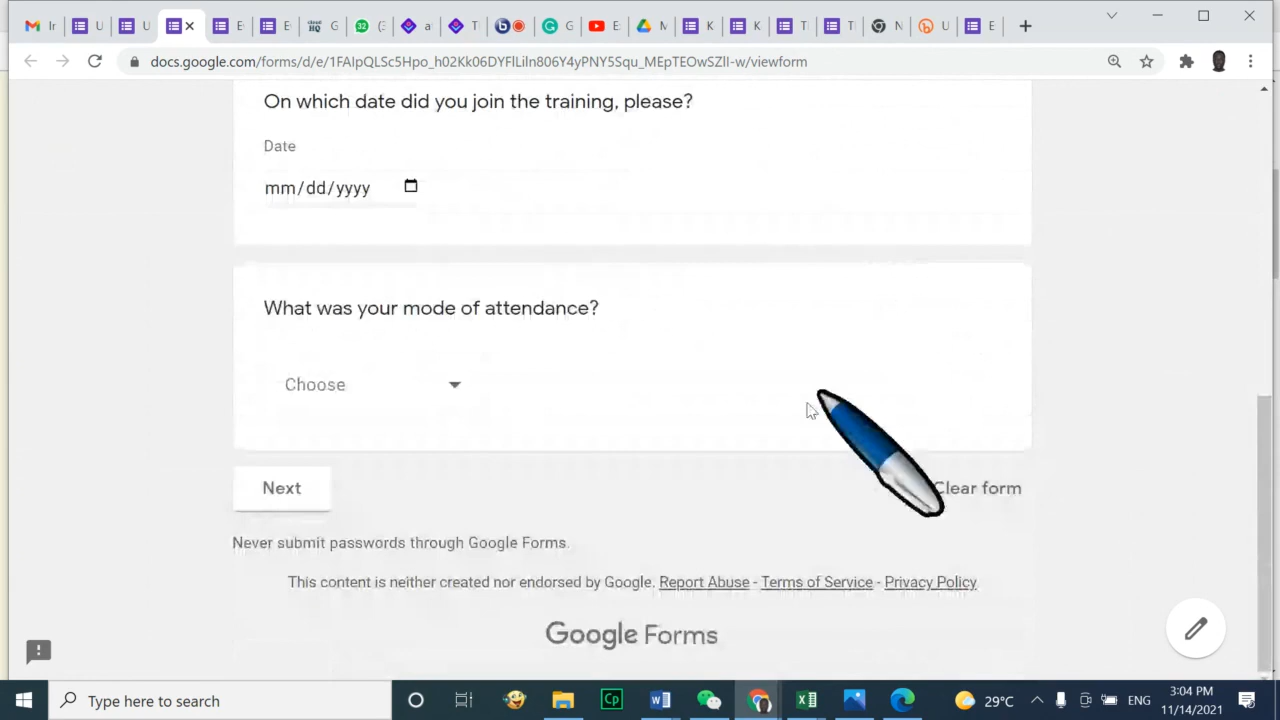 Ir
U
U
E
E
G
(
a
T
b
G
E
M
K
K
T
T
N
U
E
docs.google.com/forms/d/e/1FAIpQLSc5Hpo_h02Kk06DYFlLiln806Y4yPNY5Squ_MEpTEOwSZlI-w/viewform
On which date did you join the training, please?
Date
mm/dd/yyyy
What was your mode of attendance?
Choose
Next
Clear form
Never submit passwords through Google Forms.
This content is neither created nor endorsed by Google. Report Abuse - Terms of Service - Privacy Policy
Google Forms
Type here to search
Cp
29°C
ENG
3:04 PM
11/14/2021